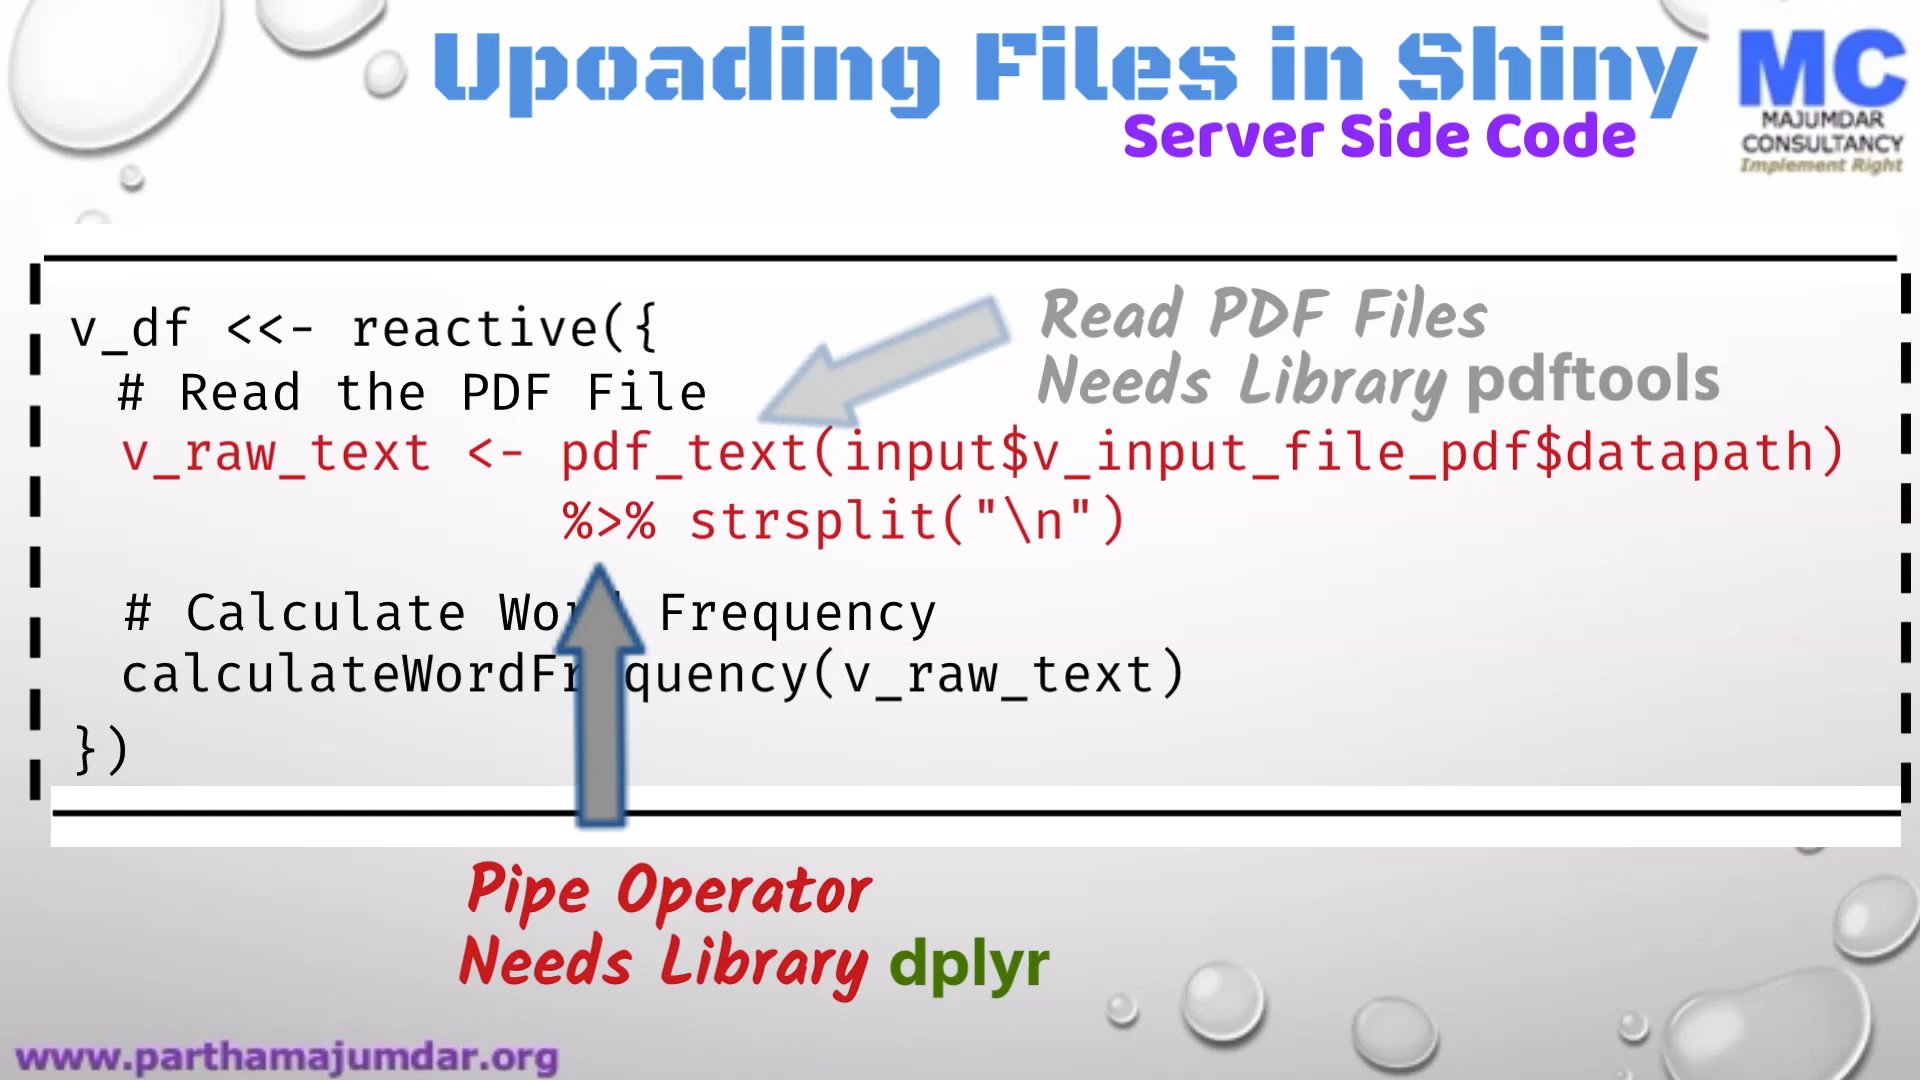 Upoading Files in Shiny
Server Side Code
MC
MAJUMDAR
CONSULTANCY
Implement Right
v_df <<- reactive({
# Read the PDF File
v_raw_text <- pdf_text(input$v_input_file_pdf$datapath)
%>% strsplit("\n")
# Calculate Word Frequency
calculateWordFrequency(v_raw_text)
})
Read PDF Files
Needs Library pdftools
Pipe Operator
Needs Library dplyr
www.parthamajumdar.org